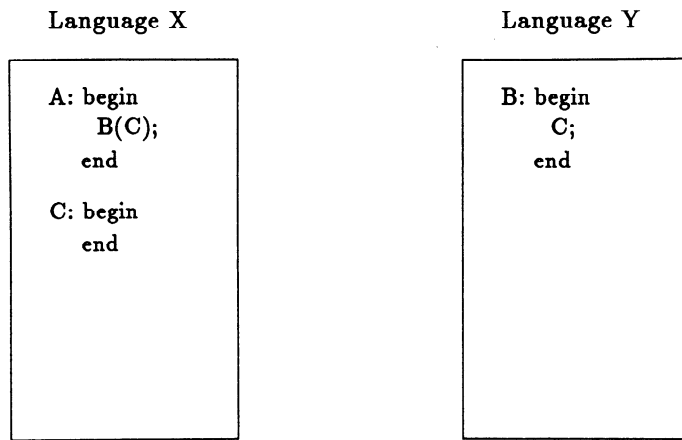 Language X
A: begin
B(C);
end
C: begin
end
Language Y
B: begin
C;
end